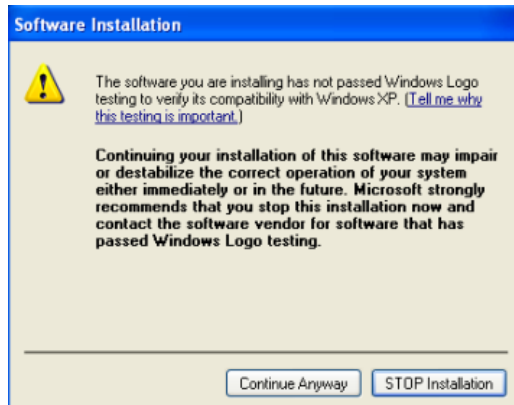 Software Installation
The software you are installing has not passed Windows Logo
testing to verify its compatibility with Windows XP. (Tell me why
this testing is important.)
Continuing your installation of this software may impair
or destabilize the correct operation of your system
either immediately or in the future. Microsoft strongly
recommends that you stop this installation now and
contact the software vendor for software that has
passed Windows Logo testing.
Continue Anyway
STOP Installation